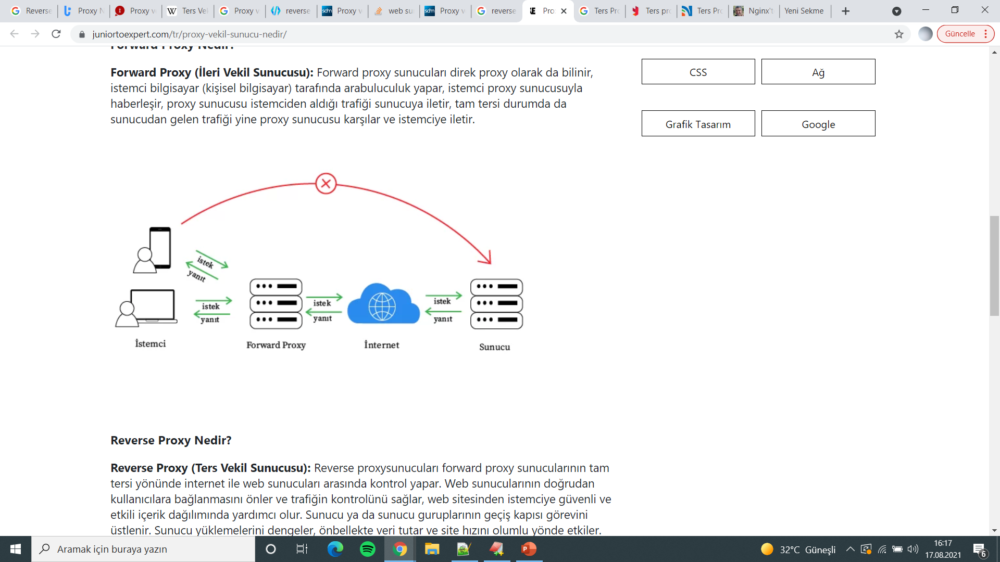 Reverse
Proxy N
Proxy v
Ters Vel
Proxy v
reverse
sdm
Proxy v
web su
sdm
Proxy v
reverse
Pro
Ters Pro
Ters pro
Ters Pro
Nginx't
Yeni Sekme
juniortoexpert.com/tr/proxy-vekil-sunucu-nedir/
Güncelle
Forward Proxy Nedir?
Forward Proxy (İleri Vekil Sunucusu): Forward proxy sunucuları direk proxy olarak da bilinir,
istemci bilgisayar (kişisel bilgisayar) tarafında arabuluculuk yapar, istemci proxy sunucusuyla
haberleşir, proxy sunucusu istemciden aldığı trafiği sunucuya iletir, tam tersi durumda da
sunucudan gelen trafiği yine proxy sunucusu karşılar ve istemciye iletir.
CSS
Ağ
Grafik Tasarım
Google
istek
yanıt
istek
yanıt
istek
yanıt
istek
yanıt
İstemci
Forward Proxy
İnternet
Sunucu
Reverse Proxy Nedir?
Reverse Proxy (Ters Vekil Sunucusu): Reverse proxysunucuları forward proxy sunucularının tam
tersi yönünde internet ile web sunucuları arasında kontrol yapar. Web sunucularının doğrudan
kullanıcılara bağlanmasını önler ve trafiğin kontrolünü sağlar, web sitesinden istemciye güvenli ve
etkili içerik dağılımında yardımcı olur. Sunucu ya da sunucu guruplarının geçiş kapısı görevini
üstlenir. Sunucu yüklemelerini dengeler, önbellekte veri tutar ve site hızını olumlu yönde etkiler.
Aramak için buraya yazın
32°C Güneşli
16:17
17.08.2021
6